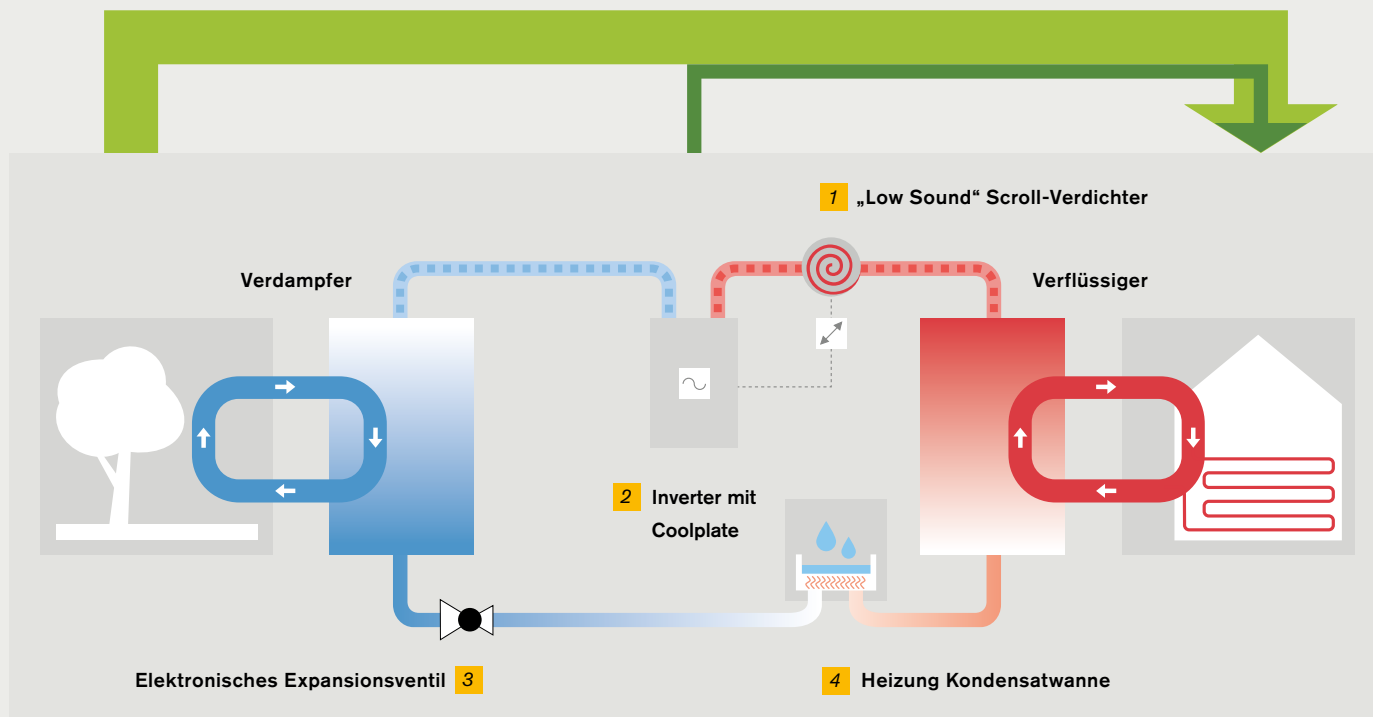 1 „Low Sound“ Scroll-Verdichter
Verdampfer
Verflüssiger
2 Inverter mit
Coolplate
Elektronisches Expansionsventil 3
4 Heizung Kondensatwanne